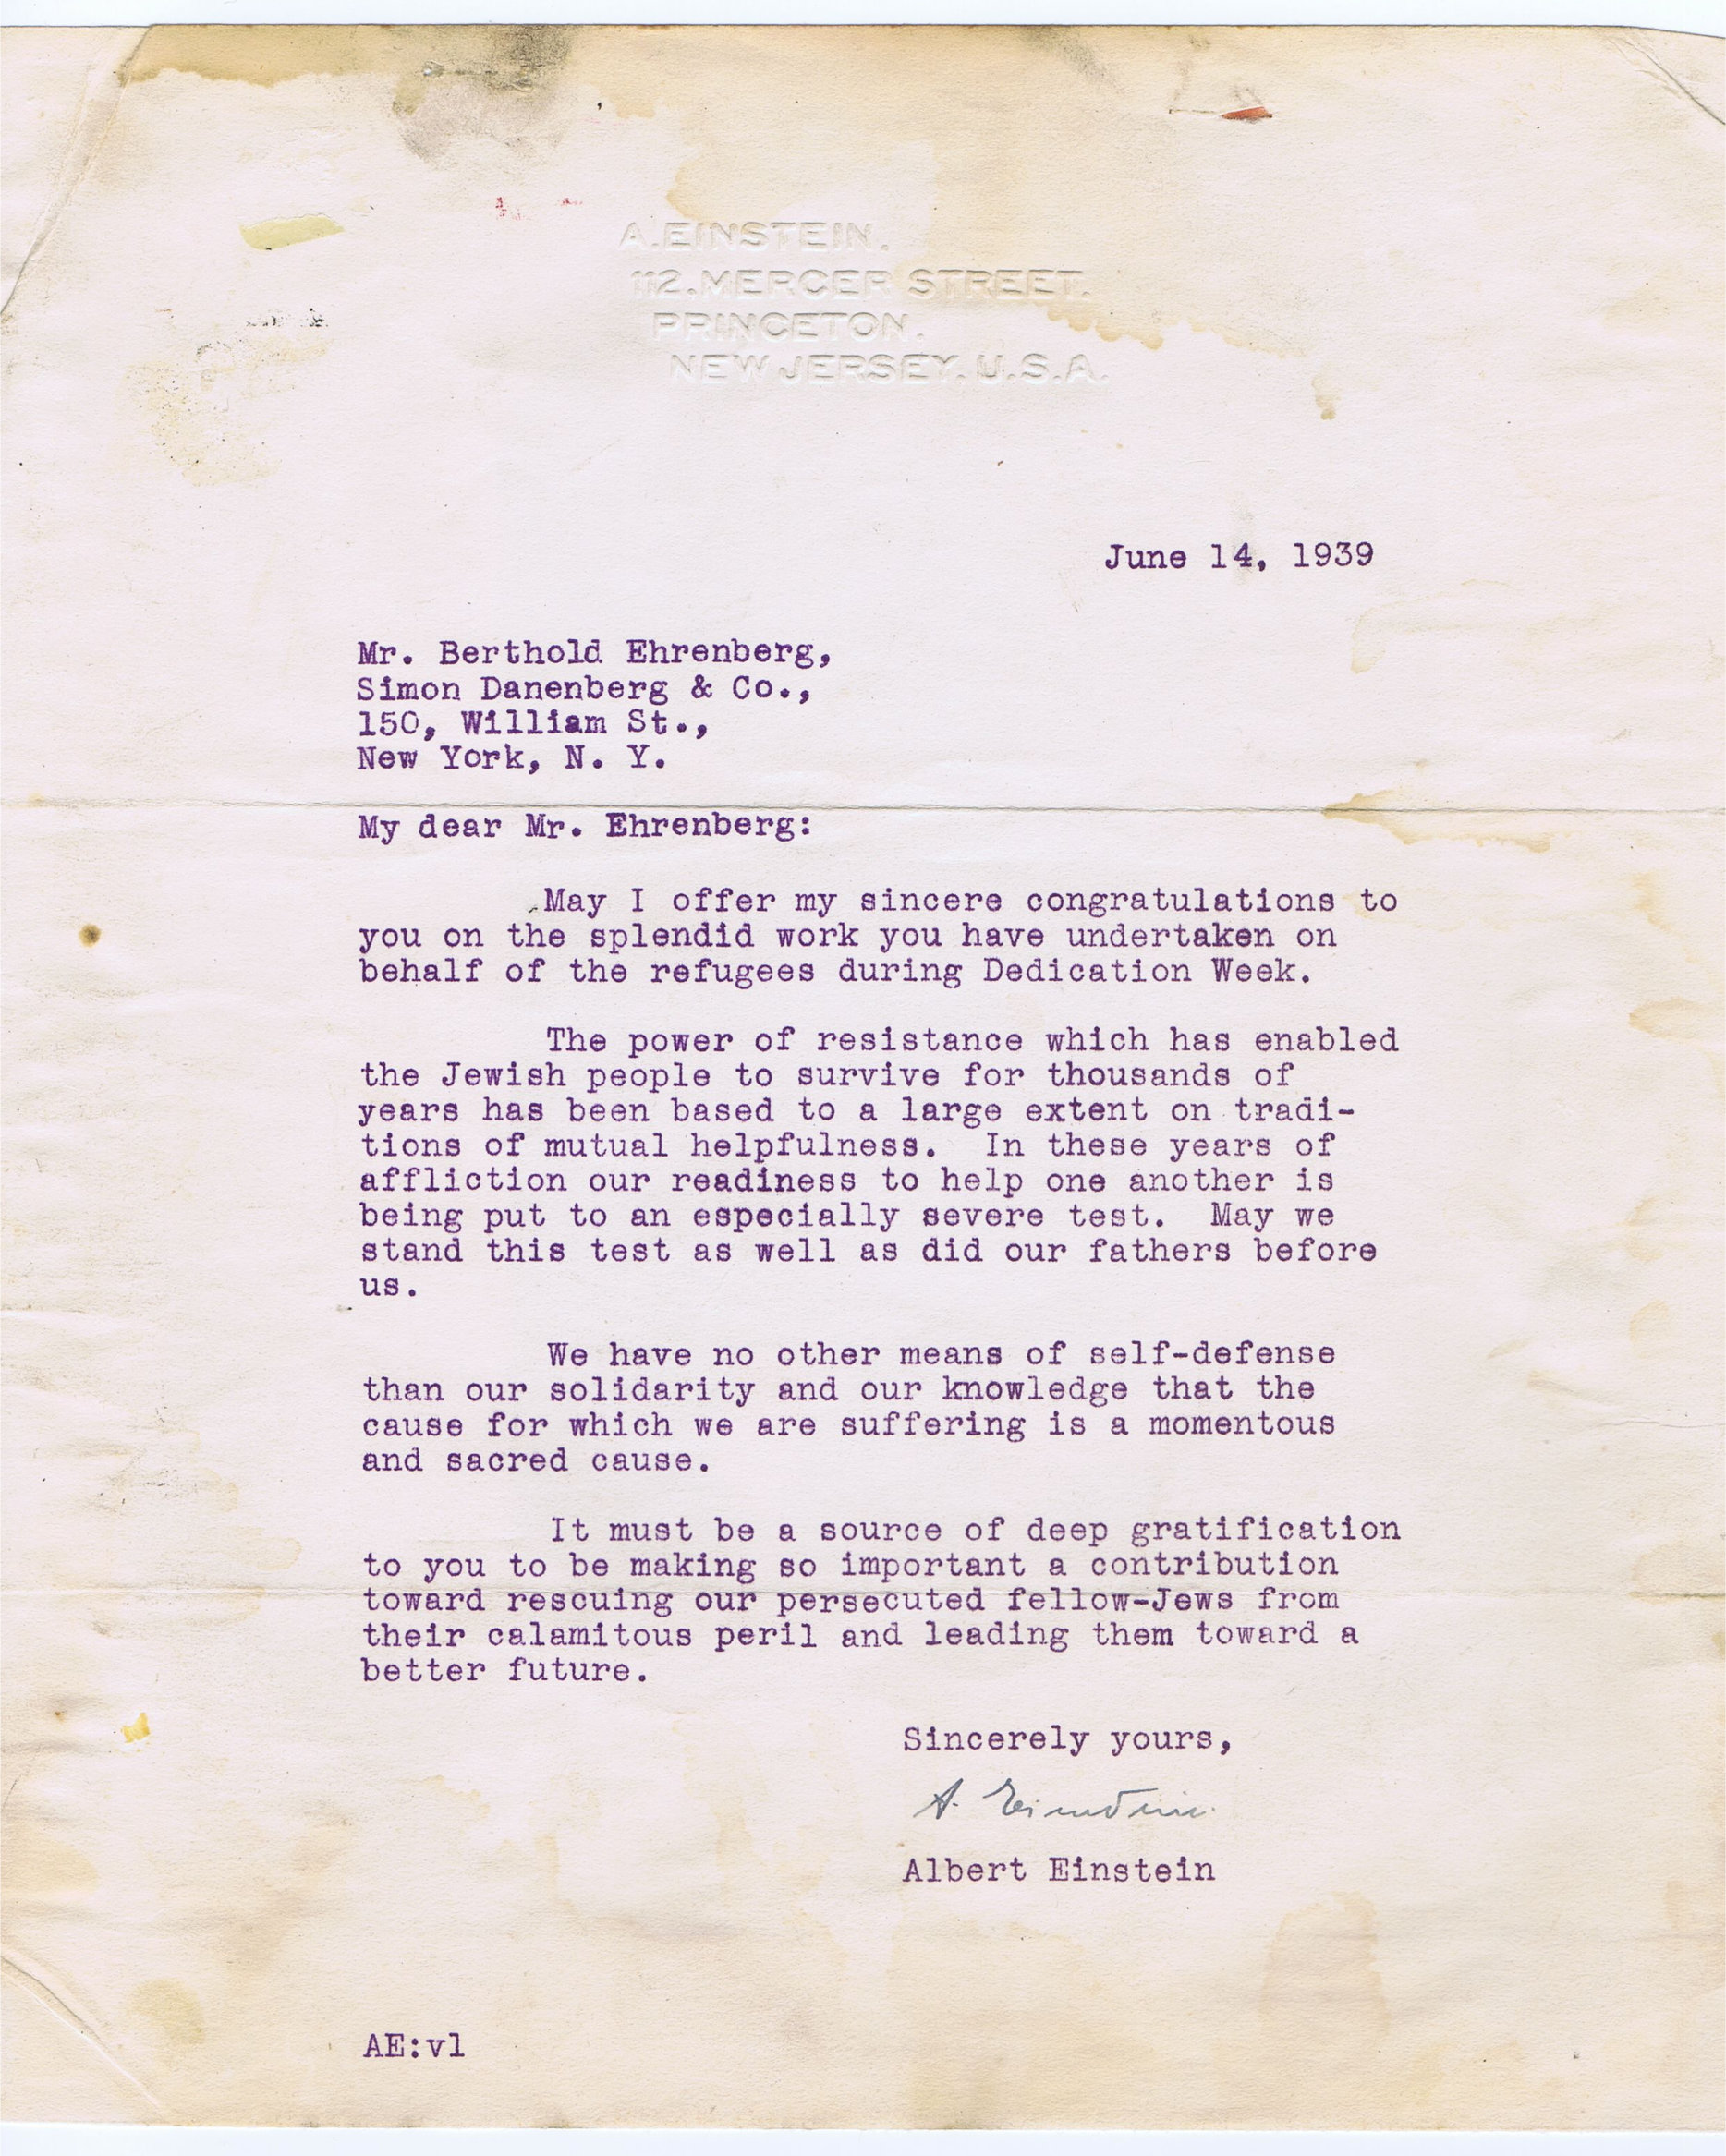 A.EINSTEIN.
112.MERCER STREET.
PRINCETON.
NEW JERSEY. U.S.A.
June 14, 1939
Mr. Berthold Ehrenberg,
Simon Danenberg & Co.,
150, William St.,
New York, N. Y.
My dear Mr. Ehrenberg:
May I offer my sincere congratulations to
you on the splendid work you have undertaken on
behalf of the refugees during Dedication Week.
The power of resistance which has enabled
the Jewish people to survive for thousands of
years has been based to a large extent on tradi-
tions of mutual helpfulness. In these years of
affliction our readiness to help one another is
being put to an especially severe test. May we
stand this test as well as did our fathers before
us.
We have no other means of self-defense
than our solidarity and our knowledge that the
cause for which we are suffering is a momentous
and sacred cause.
It must be a source of deep gratification
to you to be making so important a contribution
toward rescuing our persecuted fellow-Jews from
their calamitous peril and leading them toward a
better future.
Sincerely yours,
A. Einstein.
Albert Einstein
AE:vl